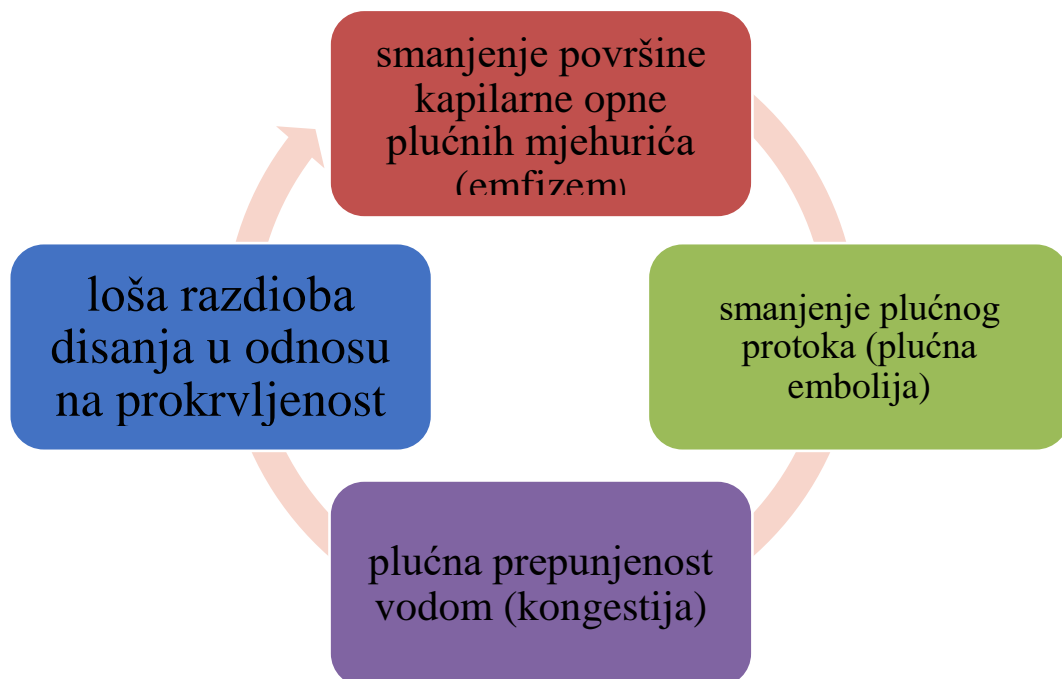 smanjenje površine
kapilarne opne
plućnih mjehurića
(emfizem)
loša razdioba
disanja u odnosu
na prokrvljenost
smanjenje plućnog
protoka (plućna
embolija)
plućna prepunjenost
vodom (kongestija)